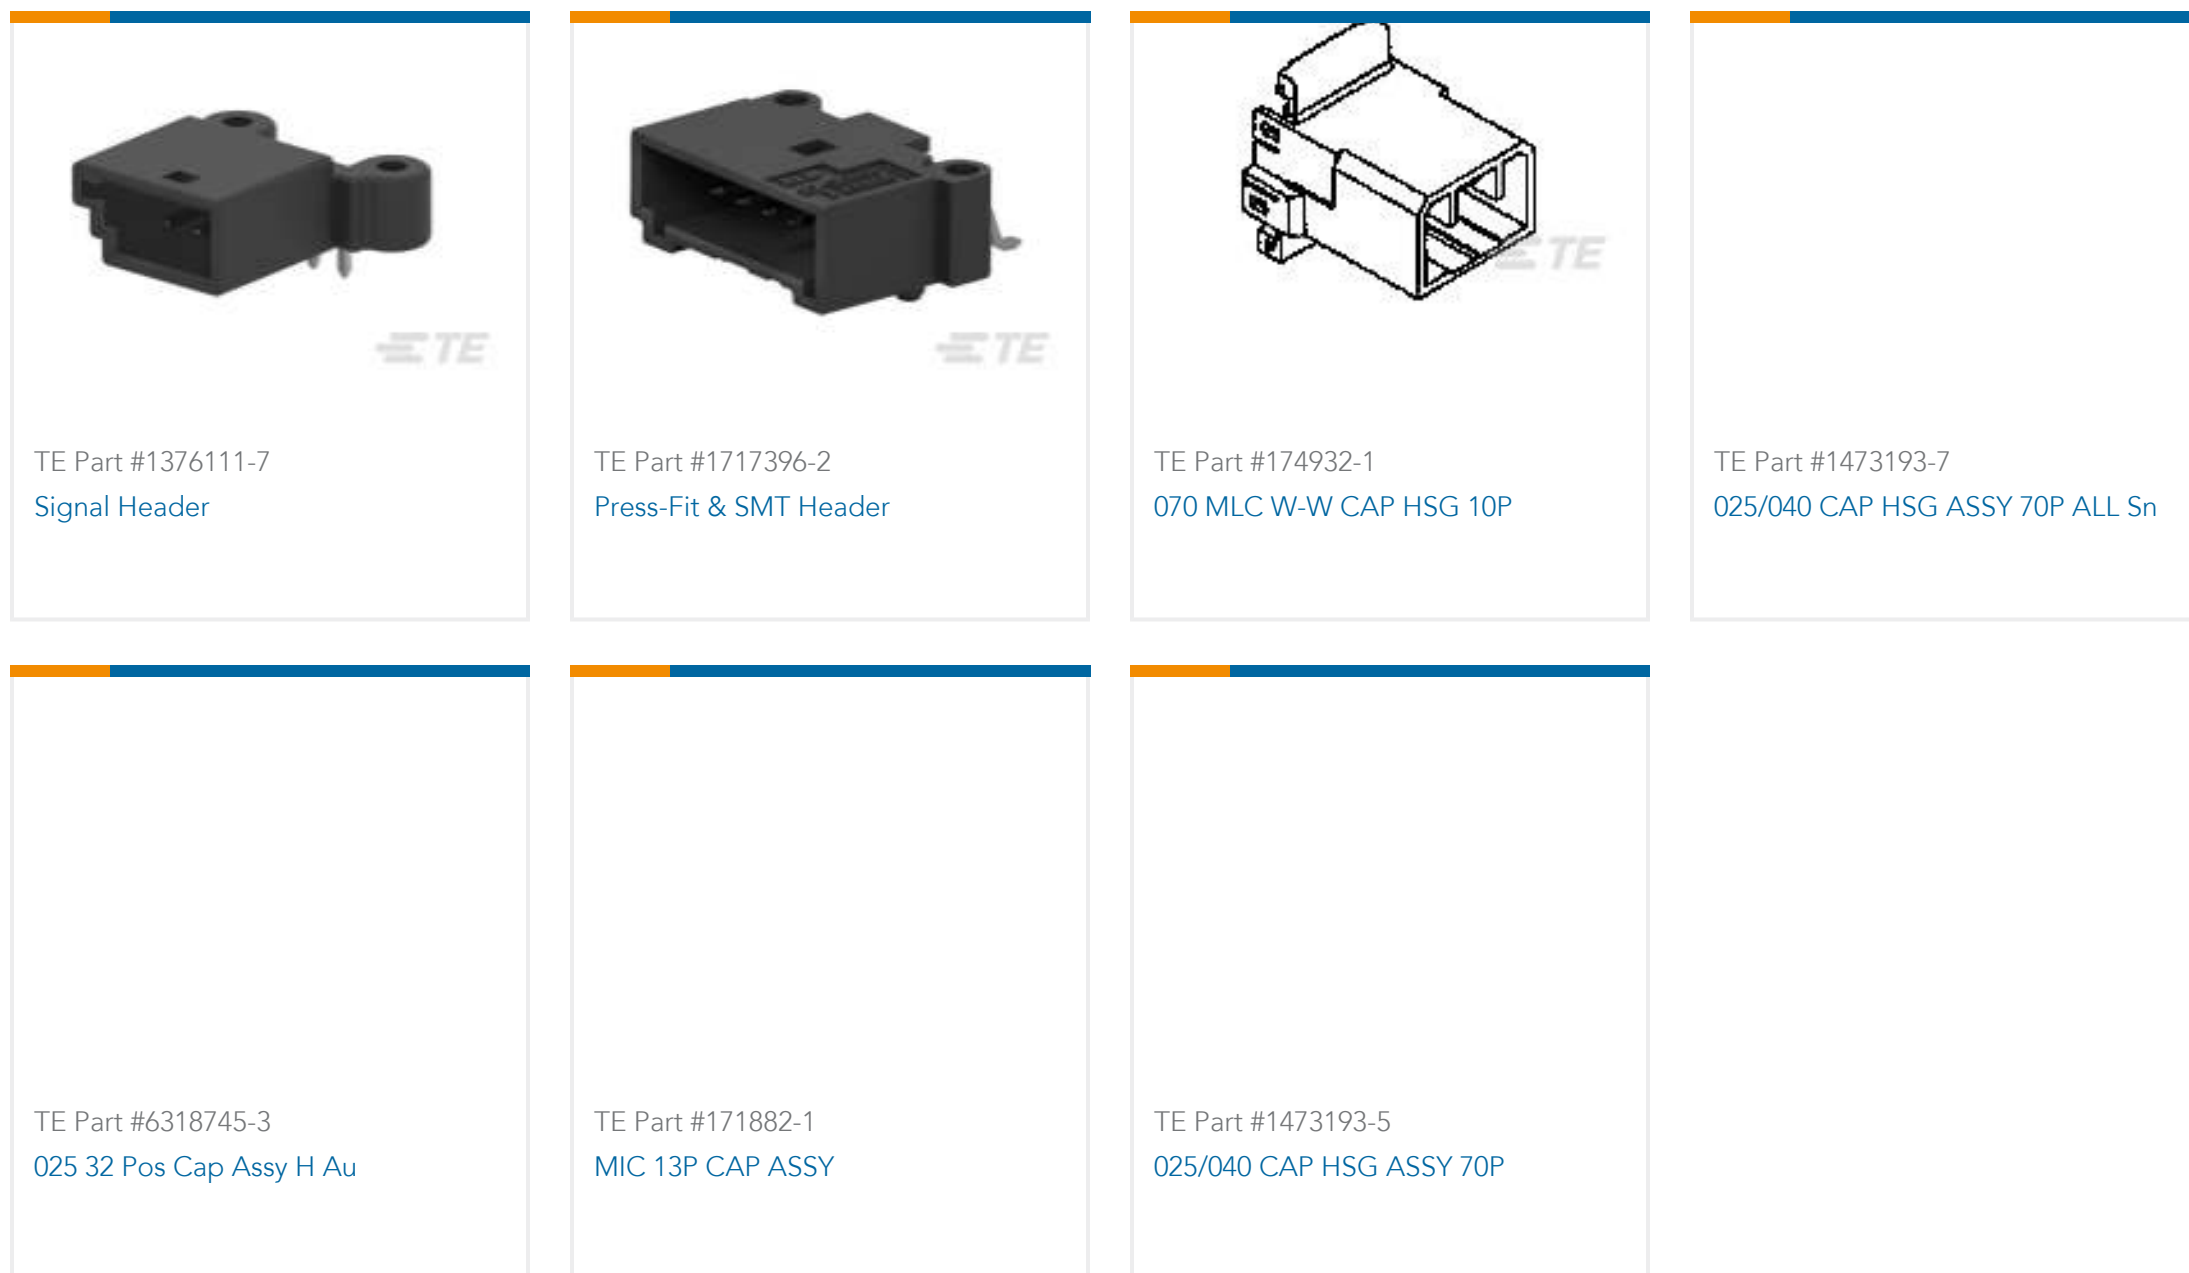 TE
TE
TE
TE Part #1376111-7
Signal Header
TE Part #1717396-2
Press-Fit & SMT Header
TE Part #174932-1
070 MLC W-W CAP HSG 10P
TE Part #1473193-7
025/040 CAP HSG ASSY 70P ALL Sn
TE Part #6318745-3
025 32 Pos Cap Assy H Au
TE Part #171882-1
MIC 13P CAP ASSY
TE Part #1473193-5
025/040 CAP HSG ASSY 70P